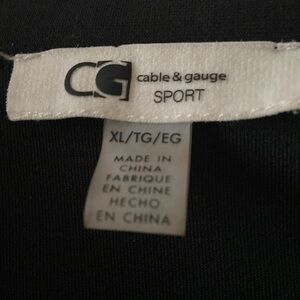 CG cable & gauge
SPORT
XL/TG/EG
MADE IN
CHINA
FABRIQUE
EN CHINE
HECHO
EN CHINA